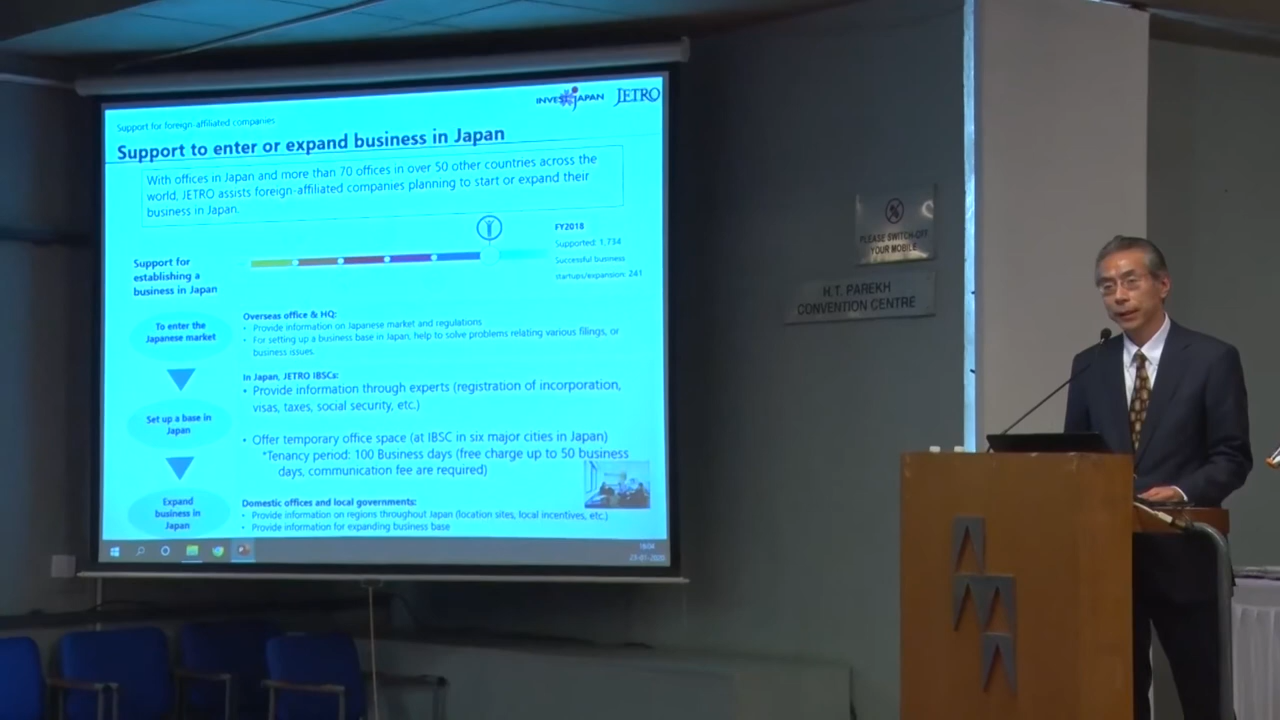 INVEST JAPAN JETRO
Support for foreign-affiliated companies
Support to enter or expand business in Japan
With offices in Japan and more than 70 offices in over 50 other countries across the
world, JETRO assists foreign-affiliated companies planning to start or expand their
business in Japan.
FY2018
Supported: 1,734
Successful business
startups/expansion: 241
Support for
establishing a
business in Japan
To enter the
Japanese market
Overseas office & HQ:
• Provide information on Japanese market and regulations
• For setting up a business base in Japan, help to solve problems relating various filings, or
business issues.
In Japan, JETRO IBSCs:
• Provide information through experts (registration of incorporation,
visas, taxes, social security, etc.)
Set up a base in
Japan
• Offer temporary office space (at IBSC in six major cities in Japan)
*Tenancy period: 100 Business days (free charge up to 50 business
days, communication fee are required)
Expand
business in
Japan
Domestic offices and local governments:
• Provide information on regions throughout Japan (location sites, local incentives, etc.)
• Provide information for expanding business base
16:04
23-01-2020
PLEASE SWITCH-OFF
YOUR MOBILE
H.T. PAREKH
CONVENTION CENTRE
AMA